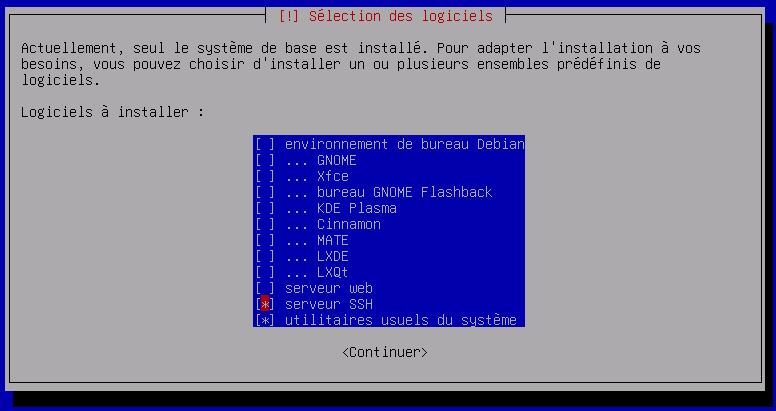 [!] Sélection des logiciels
Actuellement, seul le système de base est installé. Pour adapter l'installation à vos
besoins, vous pouvez choisir d'installer un ou plusieurs ensembles prédéfinis de
logiciels.
Logiciels à installer :
[ ] environnement de bureau Debian
[ ] ... GNOME
[ ] ... Xfce
[ ] ... bureau GNOME Flashback
[ ] ... KDE Plasma
[ ] ... Cinnamon
[ ] ... MATE
[ ] ... LXDE
[ ] ... LXQt
[ ] serveur web
[*] serveur SSH
[*] utilitaires usuels du système
<Continuer>